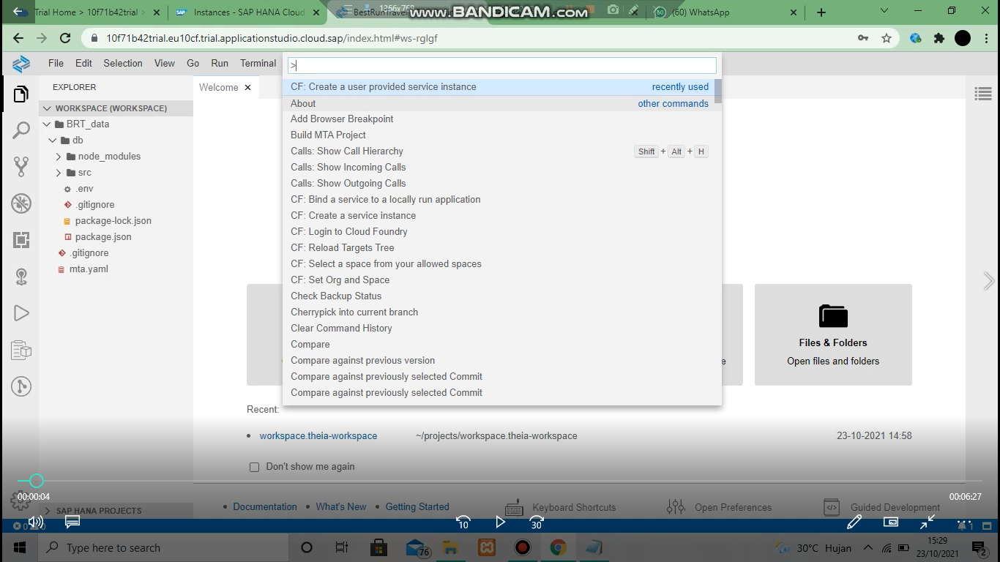 Trial Home > 10f71b42trial
Instances - SAP HANA Cloud
BestRunTravel
1266x768
www.BANDICAM.com
(60) WhatsApp
10f71b42trial.eu10cf.trial.applicationstudio.cloud.sap/index.html#ws-rglgf
File Edit Selection View Go Run Terminal
>
EXPLORER
Welcome
WORKSPACE (WORKSPACE)
BRT_data
db
node_modules
src
.env
.gitignore
package-lock.json
package.json
.gitignore
mta.yaml
CF: Create a user provided service instance recently used
About other commands
Add Browser Breakpoint
Build MTA Project
Calls: Show Call Hierarchy Shift + Alt + H
Calls: Show Incoming Calls
Calls: Show Outgoing Calls
CF: Bind a service to a locally run application
CF: Create a service instance
CF: Login to Cloud Foundry
CF: Reload Targets Tree
CF: Select a space from your allowed spaces
CF: Set Org and Space
Check Backup Status
Cherrypick into current branch
Clear Command History
Compare
Compare against previous version
Compare against previously selected Commit
Compare against previously selected Commit
e
Files & Folders
Open files and folders
Recent:
workspace.theia-workspace ~/projects/workspace.theia-workspace 23-10-2021 14:58
Don't show me again
00:00:04 00:06:27
SAP HANA PROJECTS
• Documentation • What's New • Getting Started
Keyboard Shortcuts
Open Preferences
Guided Development
10
30
1
Type here to search
76
30°C Hujan
15:29
23/10/2021
2